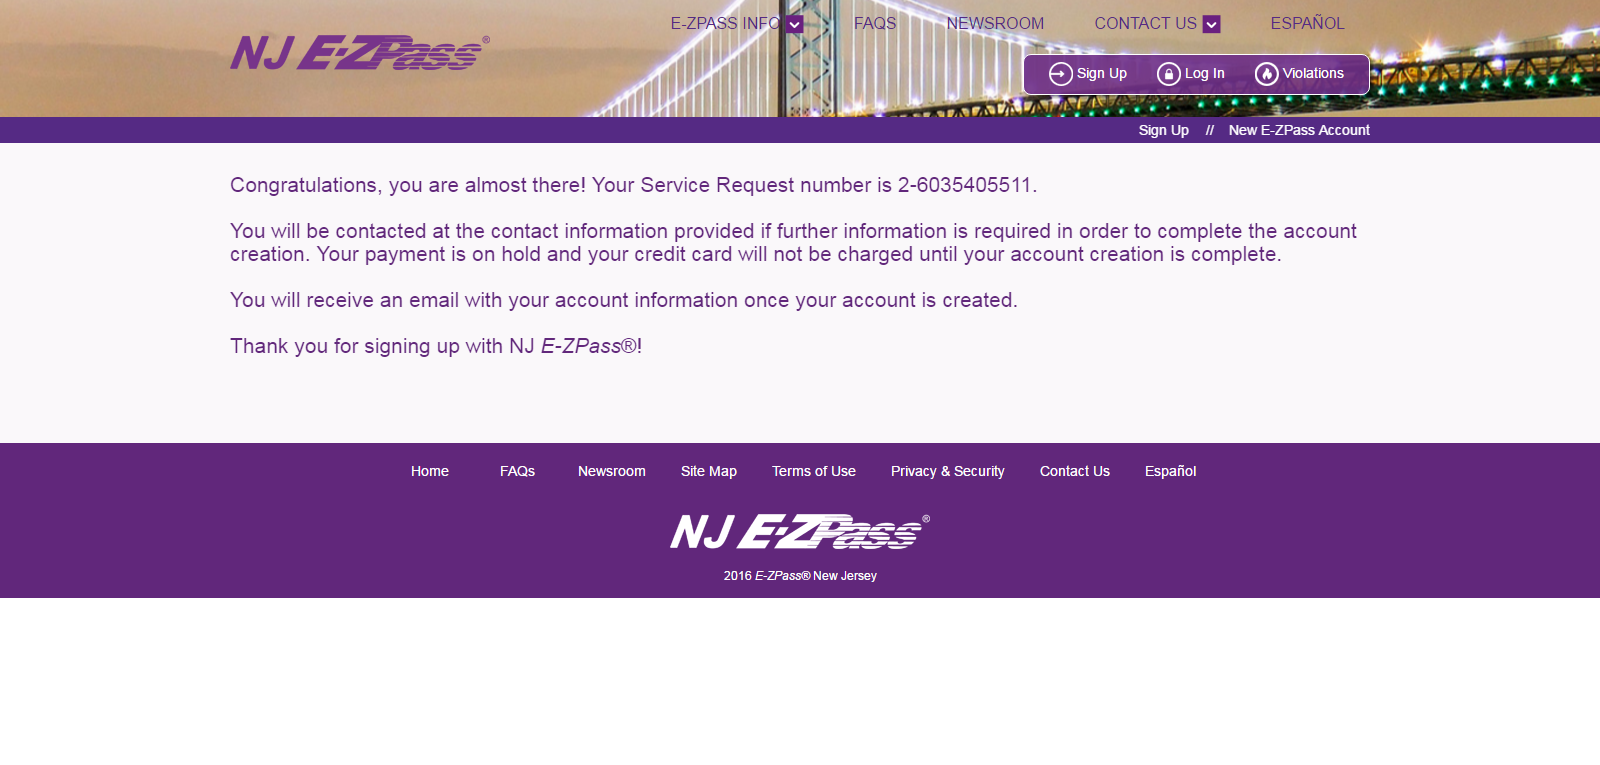 E-ZPASS INFO FAQS NEWSROOM CONTACT US ESPAÑOL
NJ E-ZPass®
Sign Up Log In Violations
Sign Up // New E-ZPass Account
Congratulations, you are almost there! Your Service Request number is 2-6035405511.
You will be contacted at the contact information provided if further information is required in order to complete the account
creation. Your payment is on hold and your credit card will not be charged until your account creation is complete.
You will receive an email with your account information once your account is created.
Thank you for signing up with NJ E-ZPass®!
Home FAQs Newsroom Site Map Terms of Use Privacy & Security Contact Us Español
NJ E-ZPass®
2016 E-ZPass® New Jersey